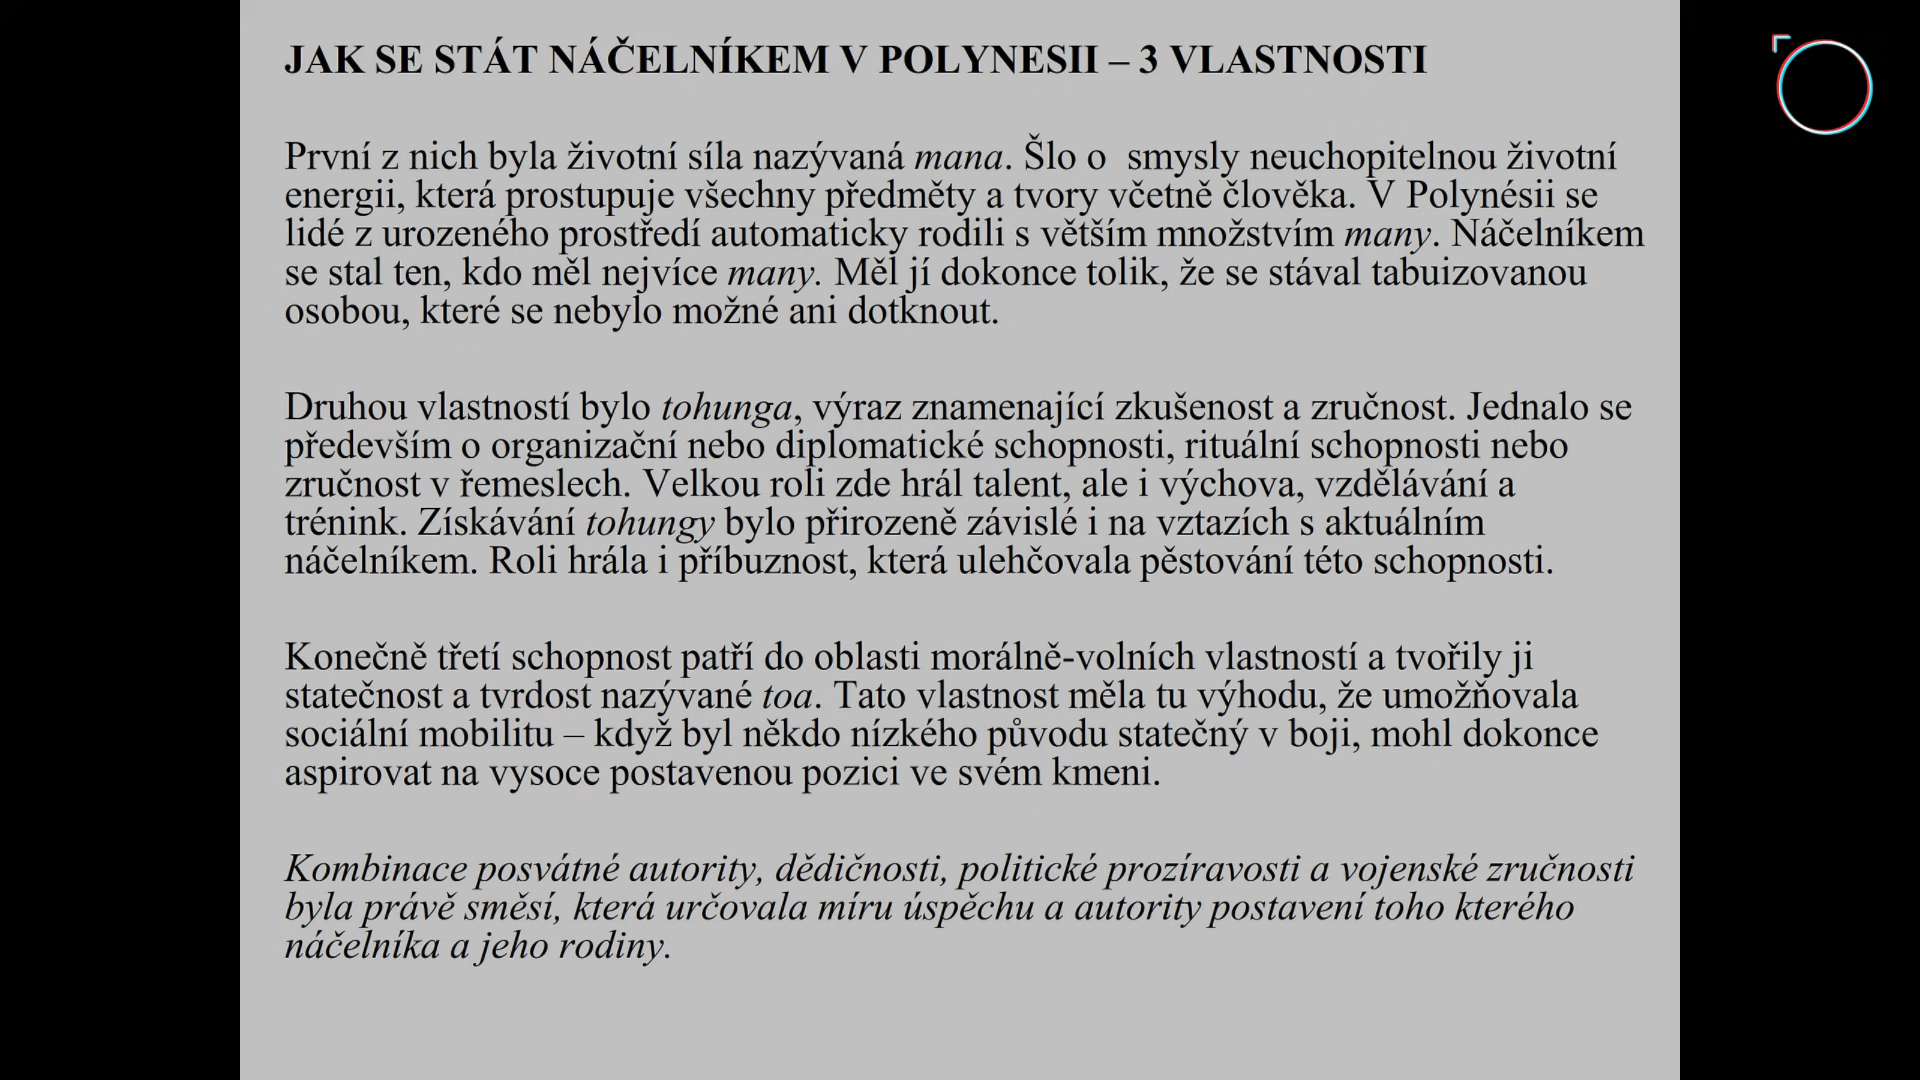 JAK SE STÁT NÁČELNÍKEM V POLYNESII – 3 VLASTNOSTI
První z nich byla životní síla nazývaná mana. Šlo o  smysly neuchopitelnou životní
energii, která prostupuje všechny předměty a tvory včetně člověka. V Polynésii se
lidé z urozeného prostředí automaticky rodili s větším množstvím many. Náčelníkem
se stal ten, kdo měl nejvíce many. Měl jí dokonce tolik, že se stával tabuizovanou
osobou, které se nebylo možné ani dotknout.
Druhou vlastností bylo tohunga, výraz znamenající zkušenost a zručnost. Jednalo se
především o organizační nebo diplomatické schopnosti, rituální schopnosti nebo
zručnost v řemeslech. Velkou roli zde hrál talent, ale i výchova, vzdělávání a
trénink. Získávání tohungy bylo přirozeně závislé i na vztazích s aktuálním
náčelníkem. Roli hrála i příbuznost, která ulehčovala pěstování této schopnosti.
Konečně třetí schopnost patří do oblasti morálně-volních vlastností a tvořily ji
statečnost a tvrdost nazývané toa. Tato vlastnost měla tu výhodu, že umožňovala
sociální mobilitu – když byl někdo nízkého původu statečný v boji, mohl dokonce
aspirovat na vysoce postavenou pozici ve svém kmeni.
Kombinace posvátné autority, dědičnosti, politické prozíravosti a vojenské zručnosti
byla právě směsí, která určovala míru úspěchu a autority postavení toho kterého
náčelníka a jeho rodiny.